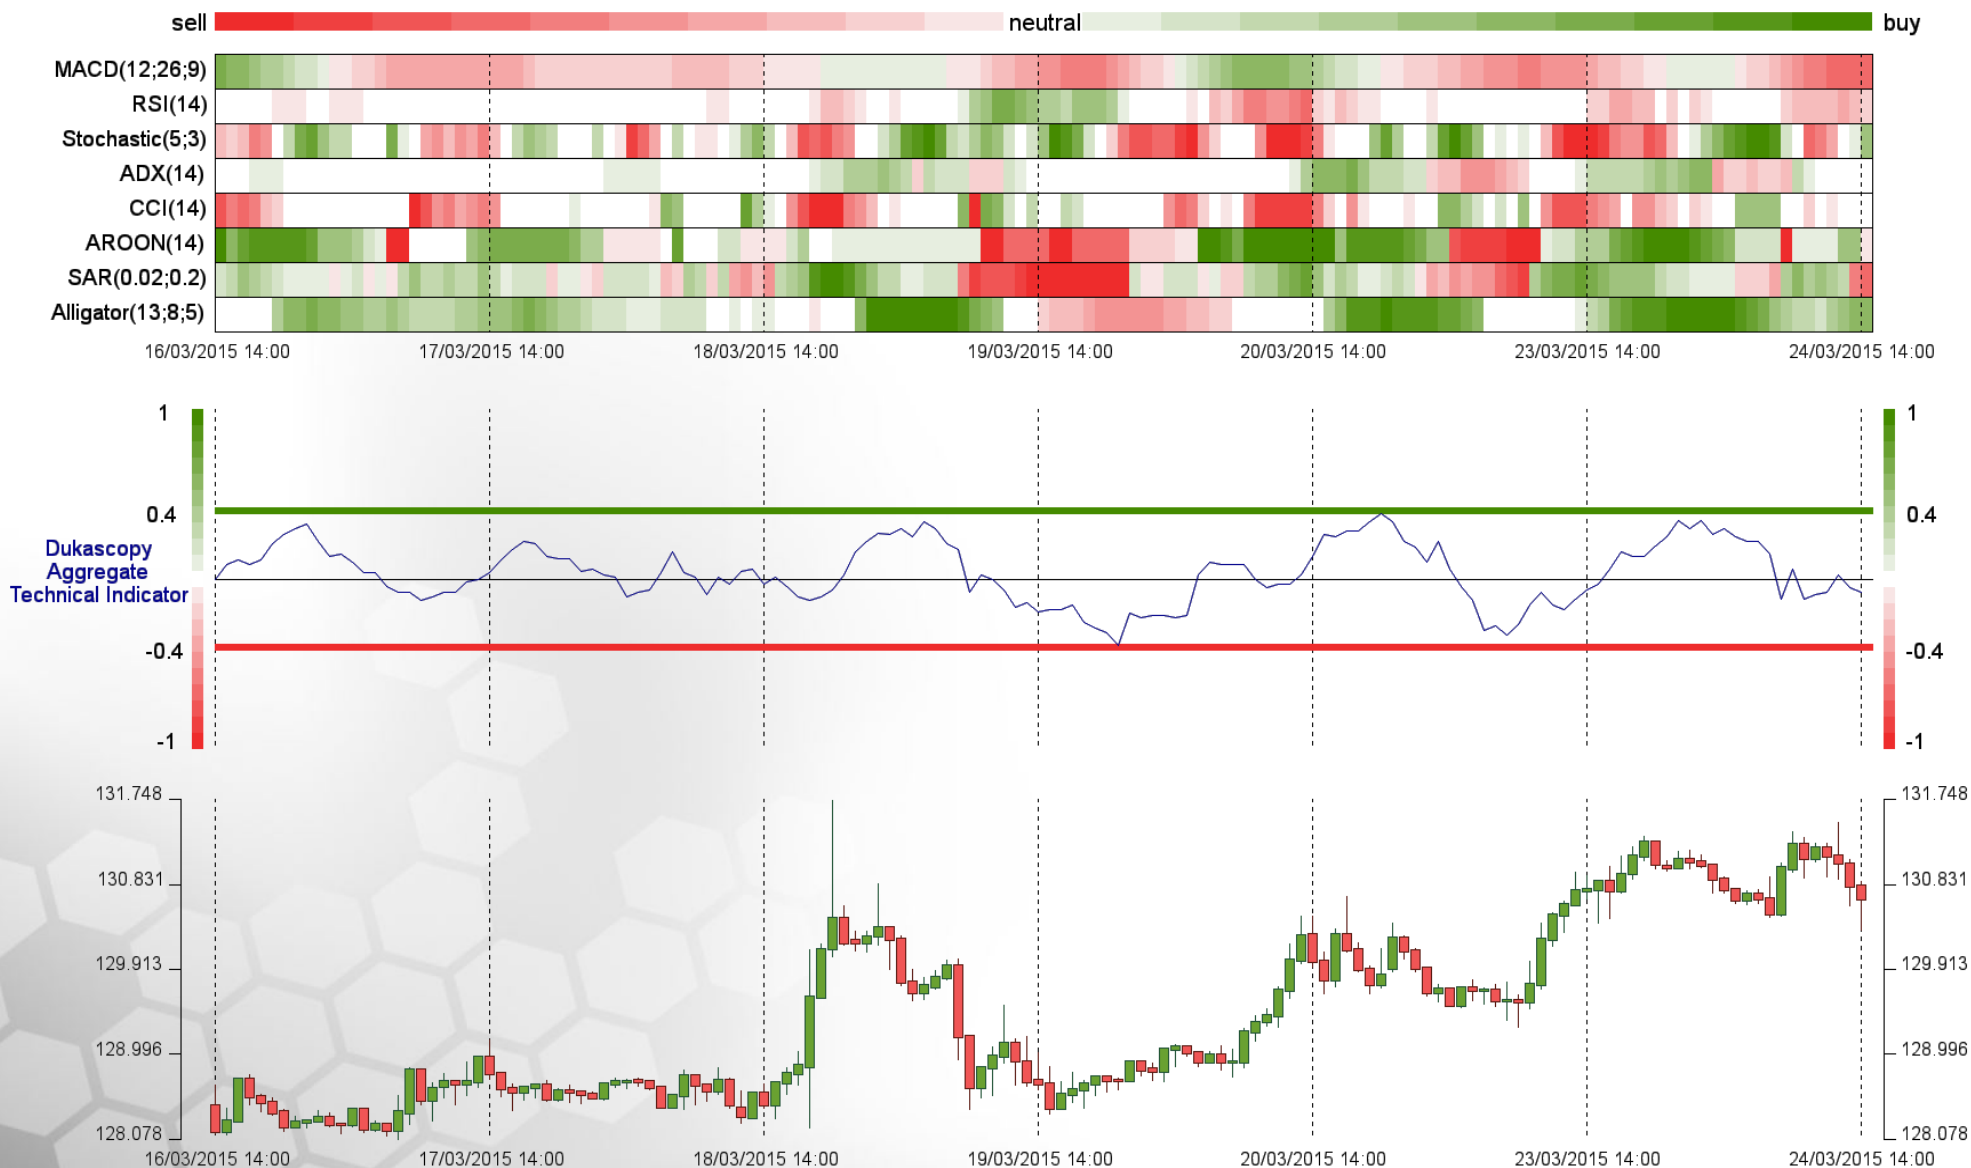 sell neutral buy
MACD(12;26;9)
RSI(14)
Stochastic(5;3)
ADX(14)
CCI(14)
AROON(14)
SAR(0.02;0.2)
Alligator(13;8;5)
16/03/2015 14:00 17/03/2015 14:00 18/03/2015 14:00 19/03/2015 14:00 20/03/2015 14:00 23/03/2015 14:00 24/03/2015 14:00
1 1
0.4 0.4
Dukascopy
Aggregate
Technical Indicator
-0.4 -0.4
-1 -1
131.748 131.748
130.831 130.831
129.913 129.913
128.996 128.996
128.078 128.078
16/03/2015 14:00 17/03/2015 14:00 18/03/2015 14:00 19/03/2015 14:00 20/03/2015 14:00 23/03/2015 14:00 24/03/2015 14:00